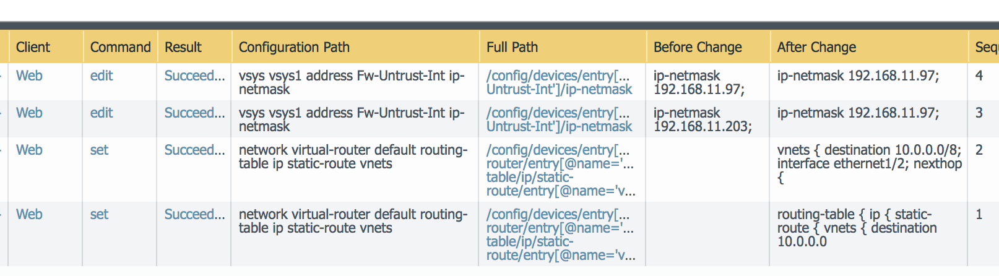 Client Command Result Configuration Path Full Path Before Change After Change Sequ
Web edit Succeed... vsys vsys1 address Fw-Untrust-Int ip- /config/devices/entry[... ip-netmask ip-netmask 192.168.11.97; 4
netmask Untrust-Int']/ip-netmask 192.168.11.97;
Web edit Succeed... vsys vsys1 address Fw-Untrust-Int ip- /config/devices/entry[... ip-netmask ip-netmask 192.168.11.97; 3
netmask Untrust-Int']/ip-netmask 192.168.11.203;
Web set Succeed... network virtual-router default routing- /config/devices/entry[... vnets { destination 10.0.0.0/8; 2
table ip static-route vnets router/entry[@name='... interface ethernet1/2; nexthop
table/ip/static- {
route/entry[@name='v...
Web set Succeed... network virtual-router default routing- /config/devices/entry[... routing-table { ip { static- 1
table ip static-route vnets router/entry[@name='... route { vnets { destination
table/ip/static- 10.0.0.0
route/entry[@name='v...